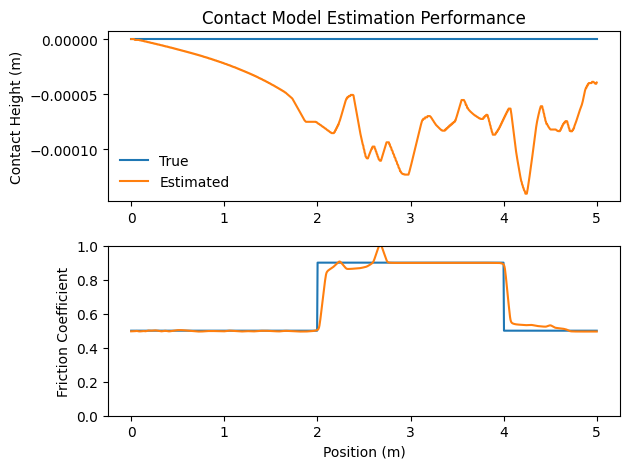 Contact Model Estimation Performance
Contact Height (m)
0.00000
−0.00005
−0.00010
True
Estimated
0 1 2 3 4 5
Friction Coefficient
1.0
0.8
0.6
0.4
0.2
0.0
0 1 2 3 4 5
Position (m)